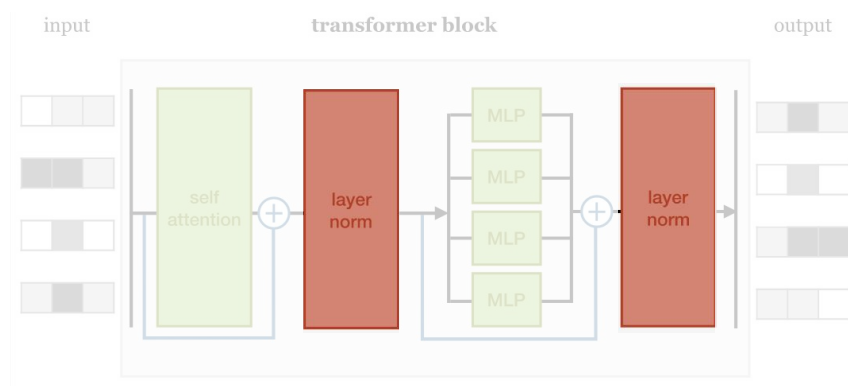 input
transformer block
output
self
attention
layer
norm
MLP
MLP
MLP
MLP
layer
norm